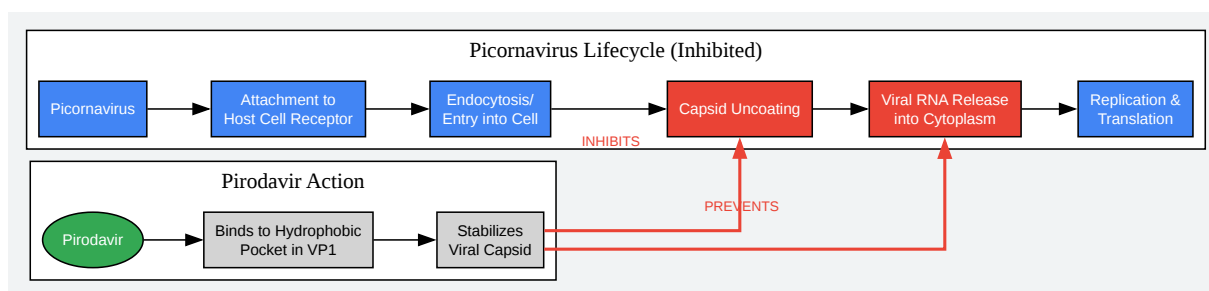 Picornavirus Lifecycle (Inhibited)
Picornavirus
Attachment to
Host Cell Receptor
Endocytosis/
Entry into Cell
Capsid Uncoating
Viral RNA Release
into Cytoplasm
Replication &
Translation
INHIBITS
Pirodavir Action
Pirodavir
Binds to Hydrophobic
Pocket in VP1
Stabilizes
Viral Capsid
PREVENTS